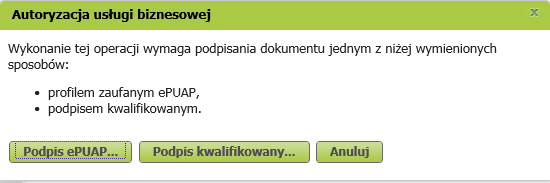 Autoryzacja usługi biznesowej x
Wykonanie tej operacji wymaga podpisania dokumentu jednym z niżej wymienionych
sposobów:
• profilem zaufanym ePUAP,
• podpisem kwalifikowanym.
Podpis ePUAP... Podpis kwalifikowany... Anuluj